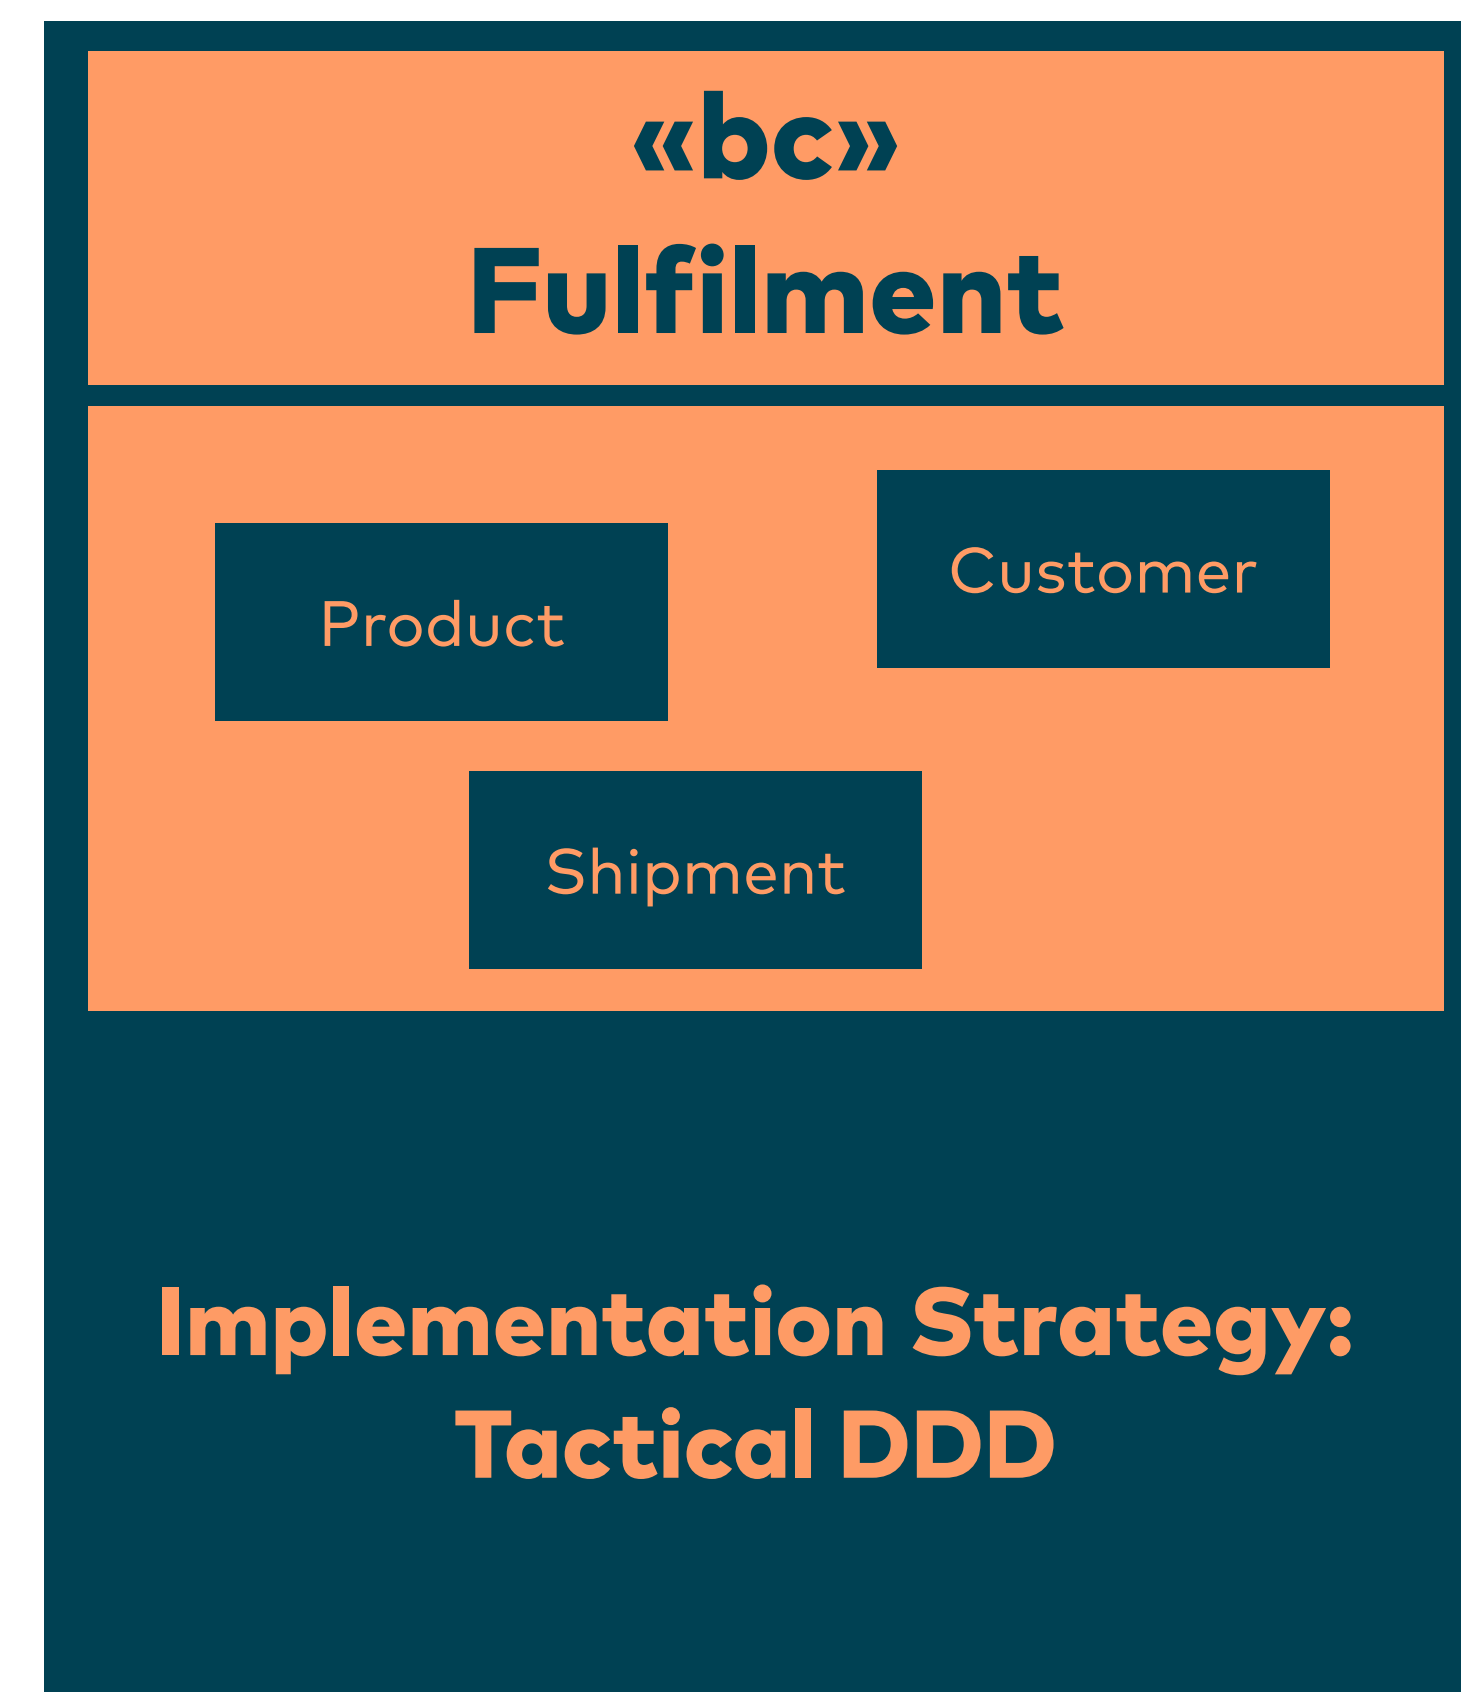 «bc»
Fulfilment
Customer
Product
Shipment
Implementation Strategy:
Tactical DDD